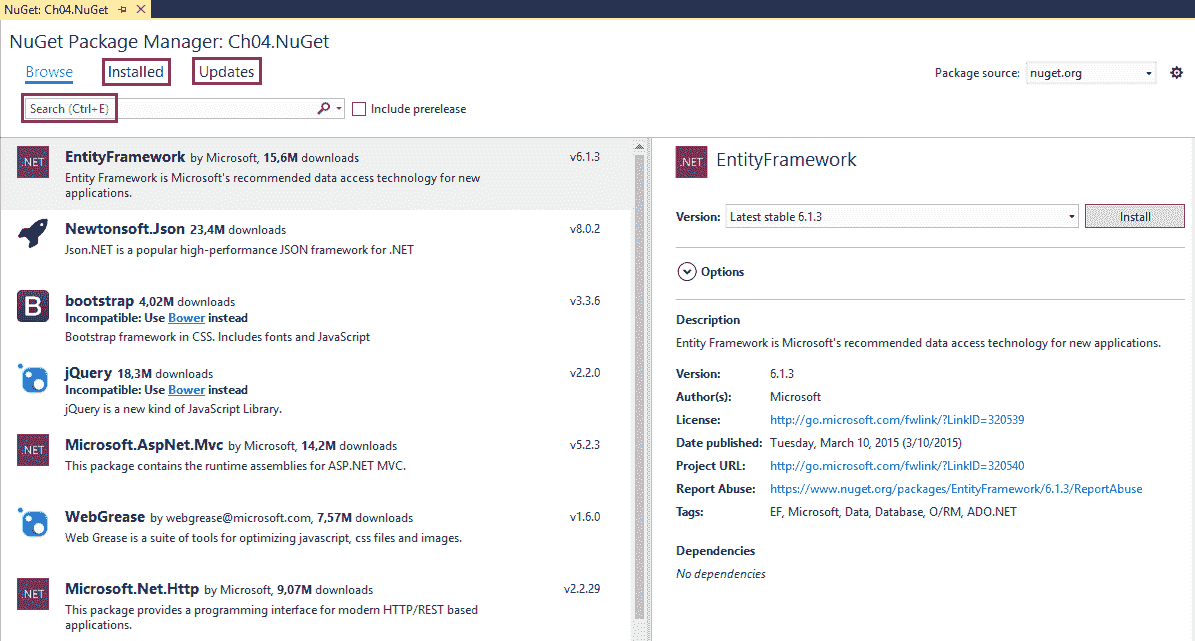 NuGet: Ch04.NuGet
NuGet Package Manager: Ch04.NuGet
Browse Installed Updates
Package source: nuget.org
Search (Ctrl+E) Include prerelease
.NET EntityFramework by Microsoft, 15,6M downloads v6.1.3
Entity Framework is Microsoft's recommended data access technology for new
applications.
Newtonsoft.Json 23,4M downloads v8.0.2
Json.NET is a popular high-performance JSON framework for .NET
B bootstrap 4,02M downloads v3.3.6
Incompatible: Use Bower instead
Bootstrap framework in CSS. Includes fonts and JavaScript
jQuery 18,3M downloads v2.2.0
Incompatible: Use Bower instead
jQuery is a new kind of JavaScript Library.
.NET Microsoft.AspNet.Mvc by Microsoft, 14,2M downloads v5.2.3
This package contains the runtime assemblies for ASP.NET MVC.
WebGrease by webgrease@microsoft.com, 7,57M downloads v1.6.0
Web Grease is a suite of tools for optimizing javascript, css files and images.
.NET Microsoft.Net.Http by Microsoft, 9,07M downloads v2.2.29
This package provides a programming interface for modern HTTP/REST based
applications.
.NET EntityFramework
Version: Latest stable 6.1.3 Install
Options
Description
Entity Framework is Microsoft's recommended data access technology for new applications.
Version: 6.1.3
Author(s): Microsoft
License: http://go.microsoft.com/fwlink/?LinkID=320539
Date published: Tuesday, March 10, 2015 (3/10/2015)
Project URL: http://go.microsoft.com/fwlink/?LinkID=320540
Report Abuse: https://www.nuget.org/packages/EntityFramework/6.1.3/ReportAbuse
Tags: EF, Microsoft, Data, Database, O/RM, ADO.NET
Dependencies
No dependencies